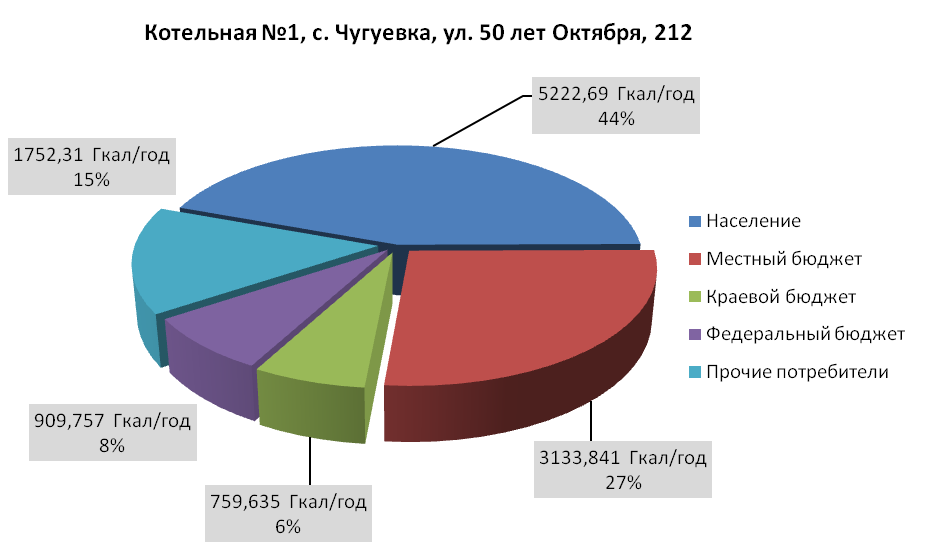 Котельная №1, с. Чугуевка, ул. 50 лет Октября, 212
5222,69 Гкал/год
44%
1752,31 Гкал/год
15%
Население
Местный бюджет
Краевой бюджет
Федеральный бюджет
Прочие потребители
909,757 Гкал/год
8%
759,635 Гкал/год
6%
3133,841 Гкал/год
27%